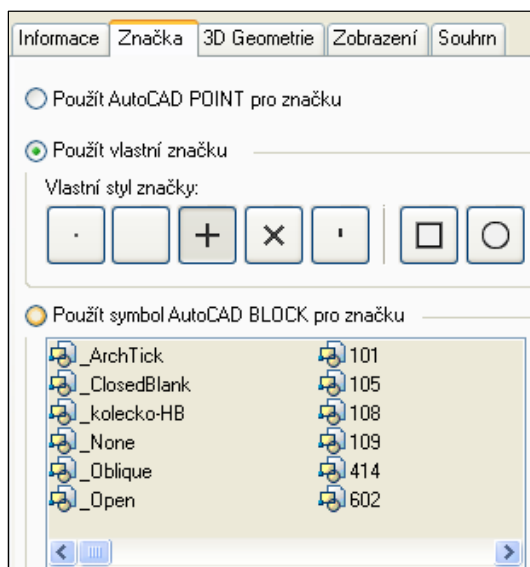 Informace Značka 3D Geometrie Zobrazení Souhrn
Použít AutoCAD POINT pro značku
Použít vlastní značku
Vlastní styl značky:
Použít symbol AutoCAD BLOCK pro značku
_ArchTick 101
_ClosedBlank 105
_kolecko-HB 108
_None 109
_Oblique 414
_Open 602